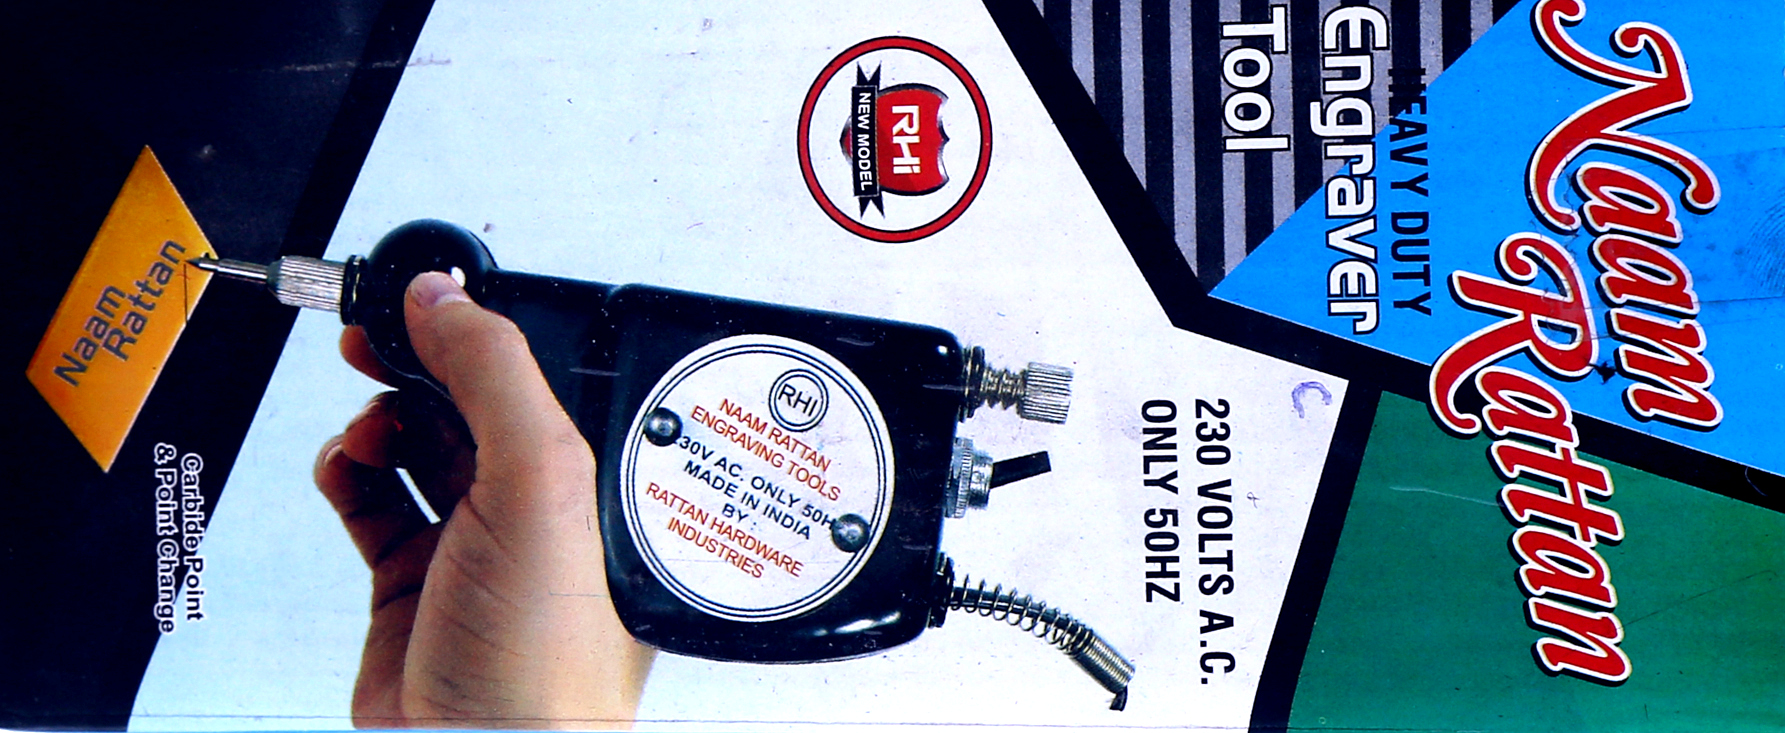 Naam
Rattan
HEAVY DUTY
Engraver
Tool
RHi
NEW MODEL
230 VOLTS A.C.
ONLY 50HZ
RHI
NAAM RATTAN
ENGRAVING TOOLS
30V AC. ONLY 50H
MADE IN INDIA
BY :
RATTAN HARDWARE
INDUSTRIES
Naam
Rattan
Carbide Point
& Point Change
C